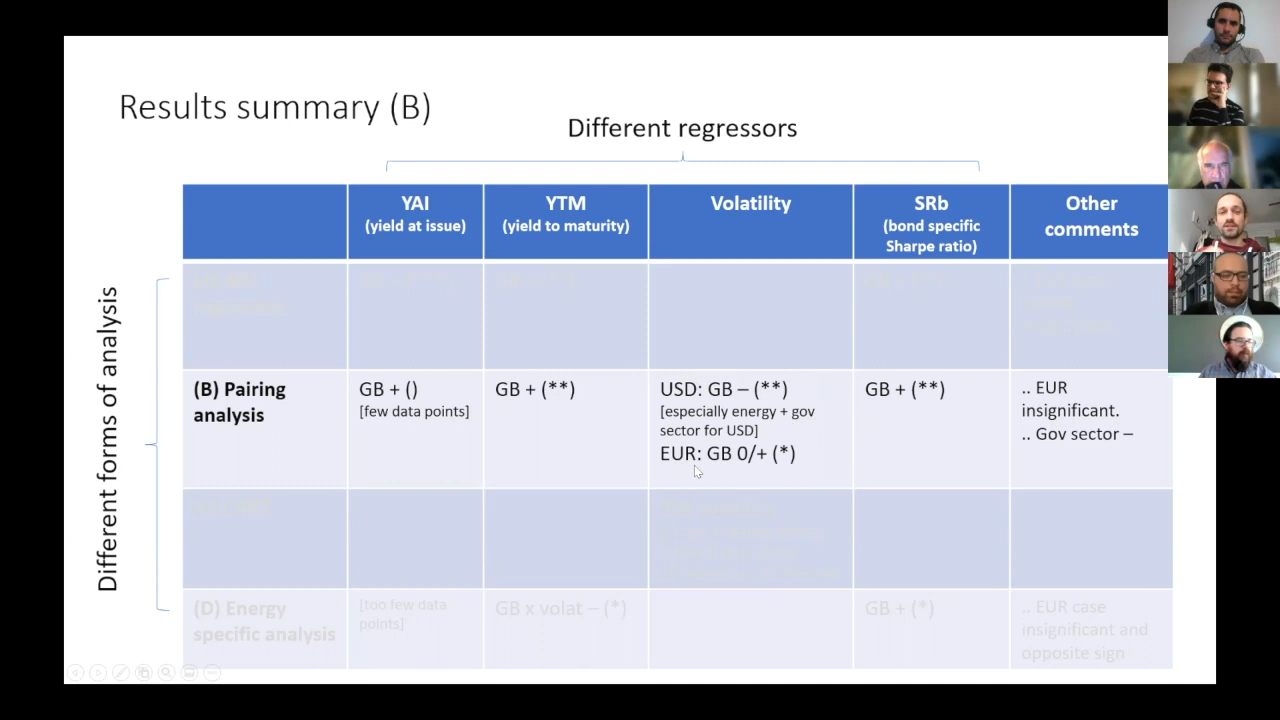 Results summary (B)
Different regressors
Different forms of analysis
YAI
(yield at issue)
YTM
(yield to maturity)
Volatility
SRb
(bond specific
Sharpe ratio)
Other
comments
(B) Pairing
analysis
GB + ()
[few data points]
GB + (**)
USD: GB – (**)
[especially energy + gov
sector for USD]
EUR: GB 0/+ (*)
GB + (**)
.. EUR
insignificant.
.. Gov sector –
(D) Energy
specific analysis
[too few data
points]
GB x volat – (*)
GB + (*)
.. EUR case
insignificant and
opposite sign